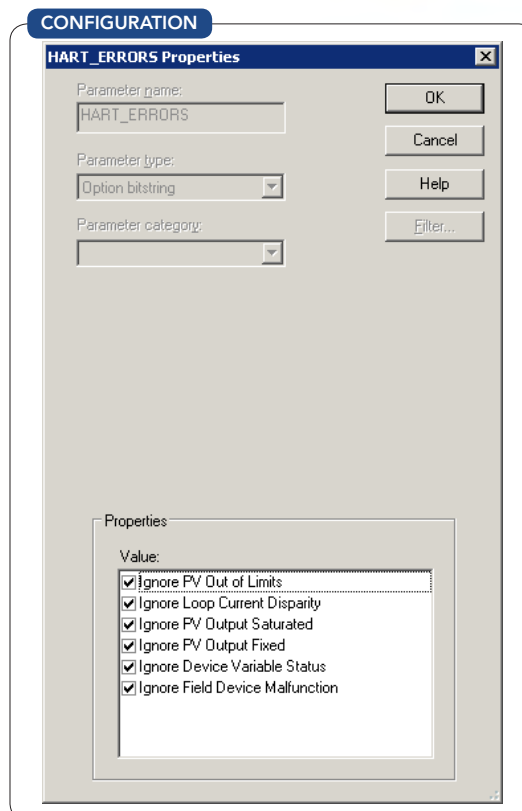 CONFIGURATION
HART_ERRORS Properties
Parameter name:
HART_ERRORS
OK
Cancel
Parameter type:
Option bitstring
Help
Parameter category:
Filter...
Properties
Value:
Ignore PV Out of Limits
Ignore Loop Current Disparity
Ignore PV Output Saturated
Ignore PV Output Fixed
Ignore Device Variable Status
Ignore Field Device Malfunction